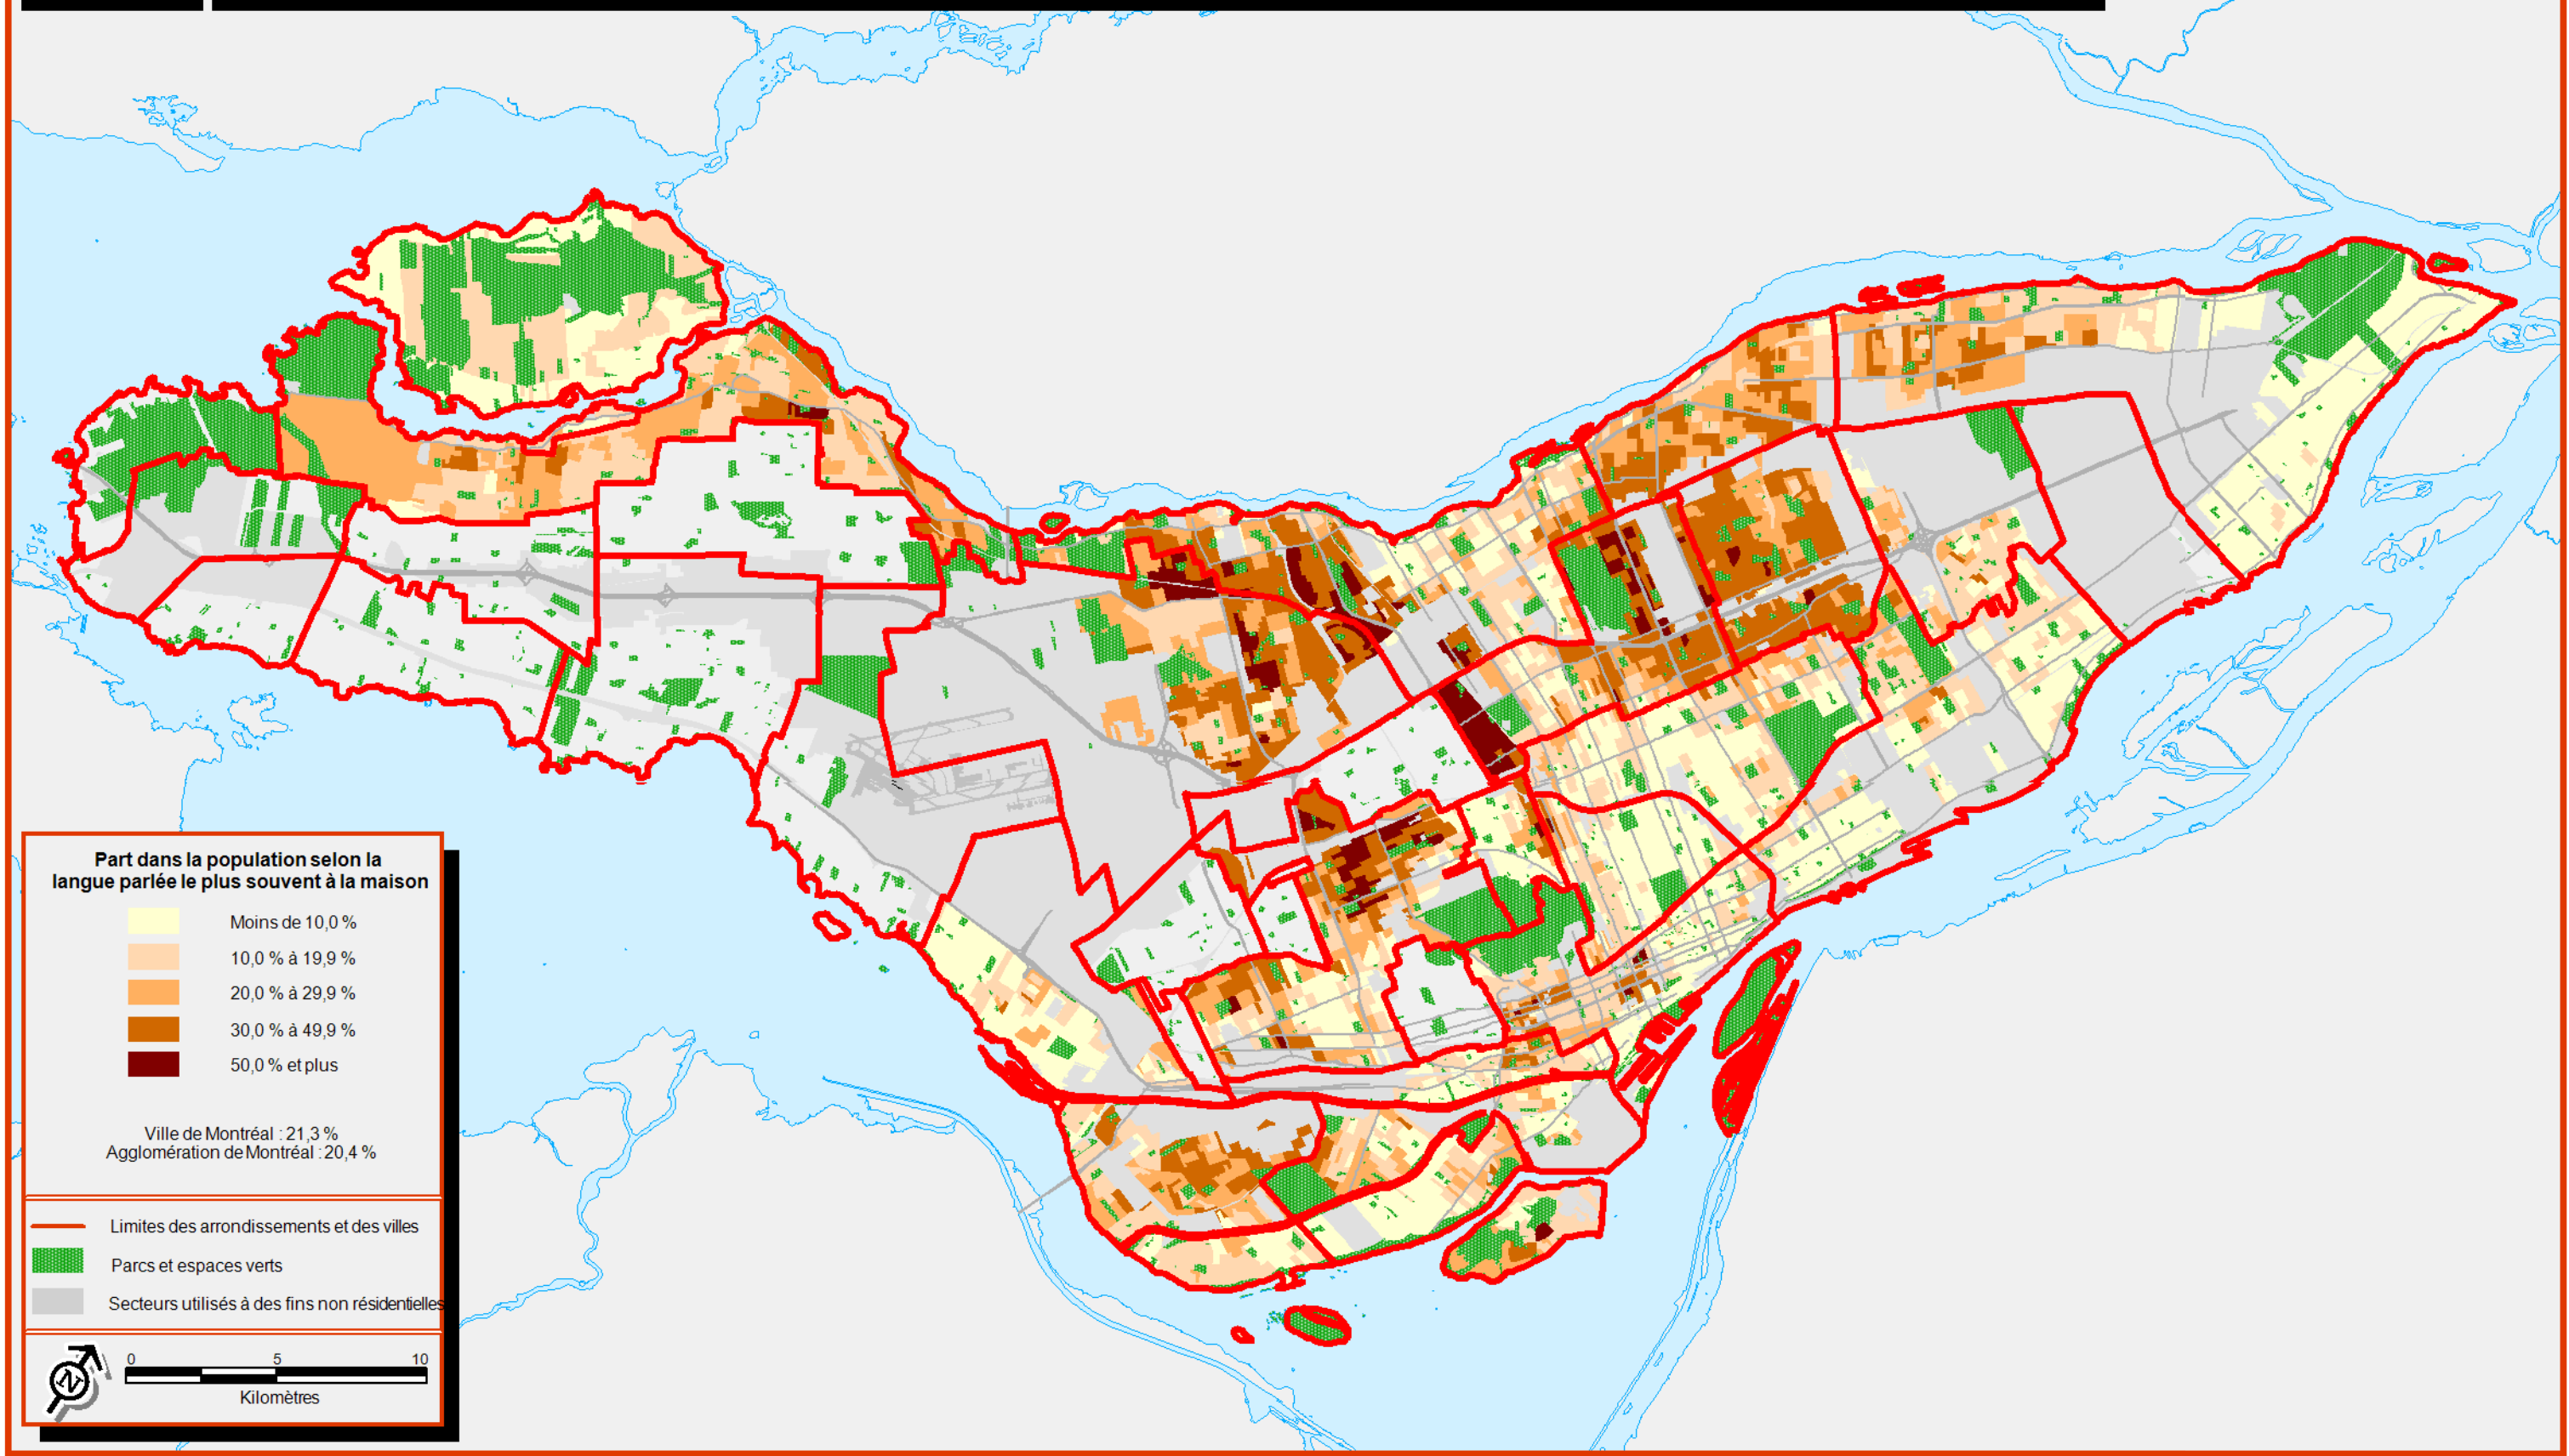 Part dans la population selon la
langue parlée le plus souvent à la maison
Moins de 10,0 %
10,0 % à 19,9 %
20,0 % à 29,9 %
30,0 % à 49,9 %
50,0 % et plus
Ville de Montréal : 21,3 %
Agglomération de Montréal : 20,4 %
Limites des arrondissements et des villes
Parcs et espaces verts
Secteurs utilisés à des fins non résidentielles
N
0 5 10
Kilomètres